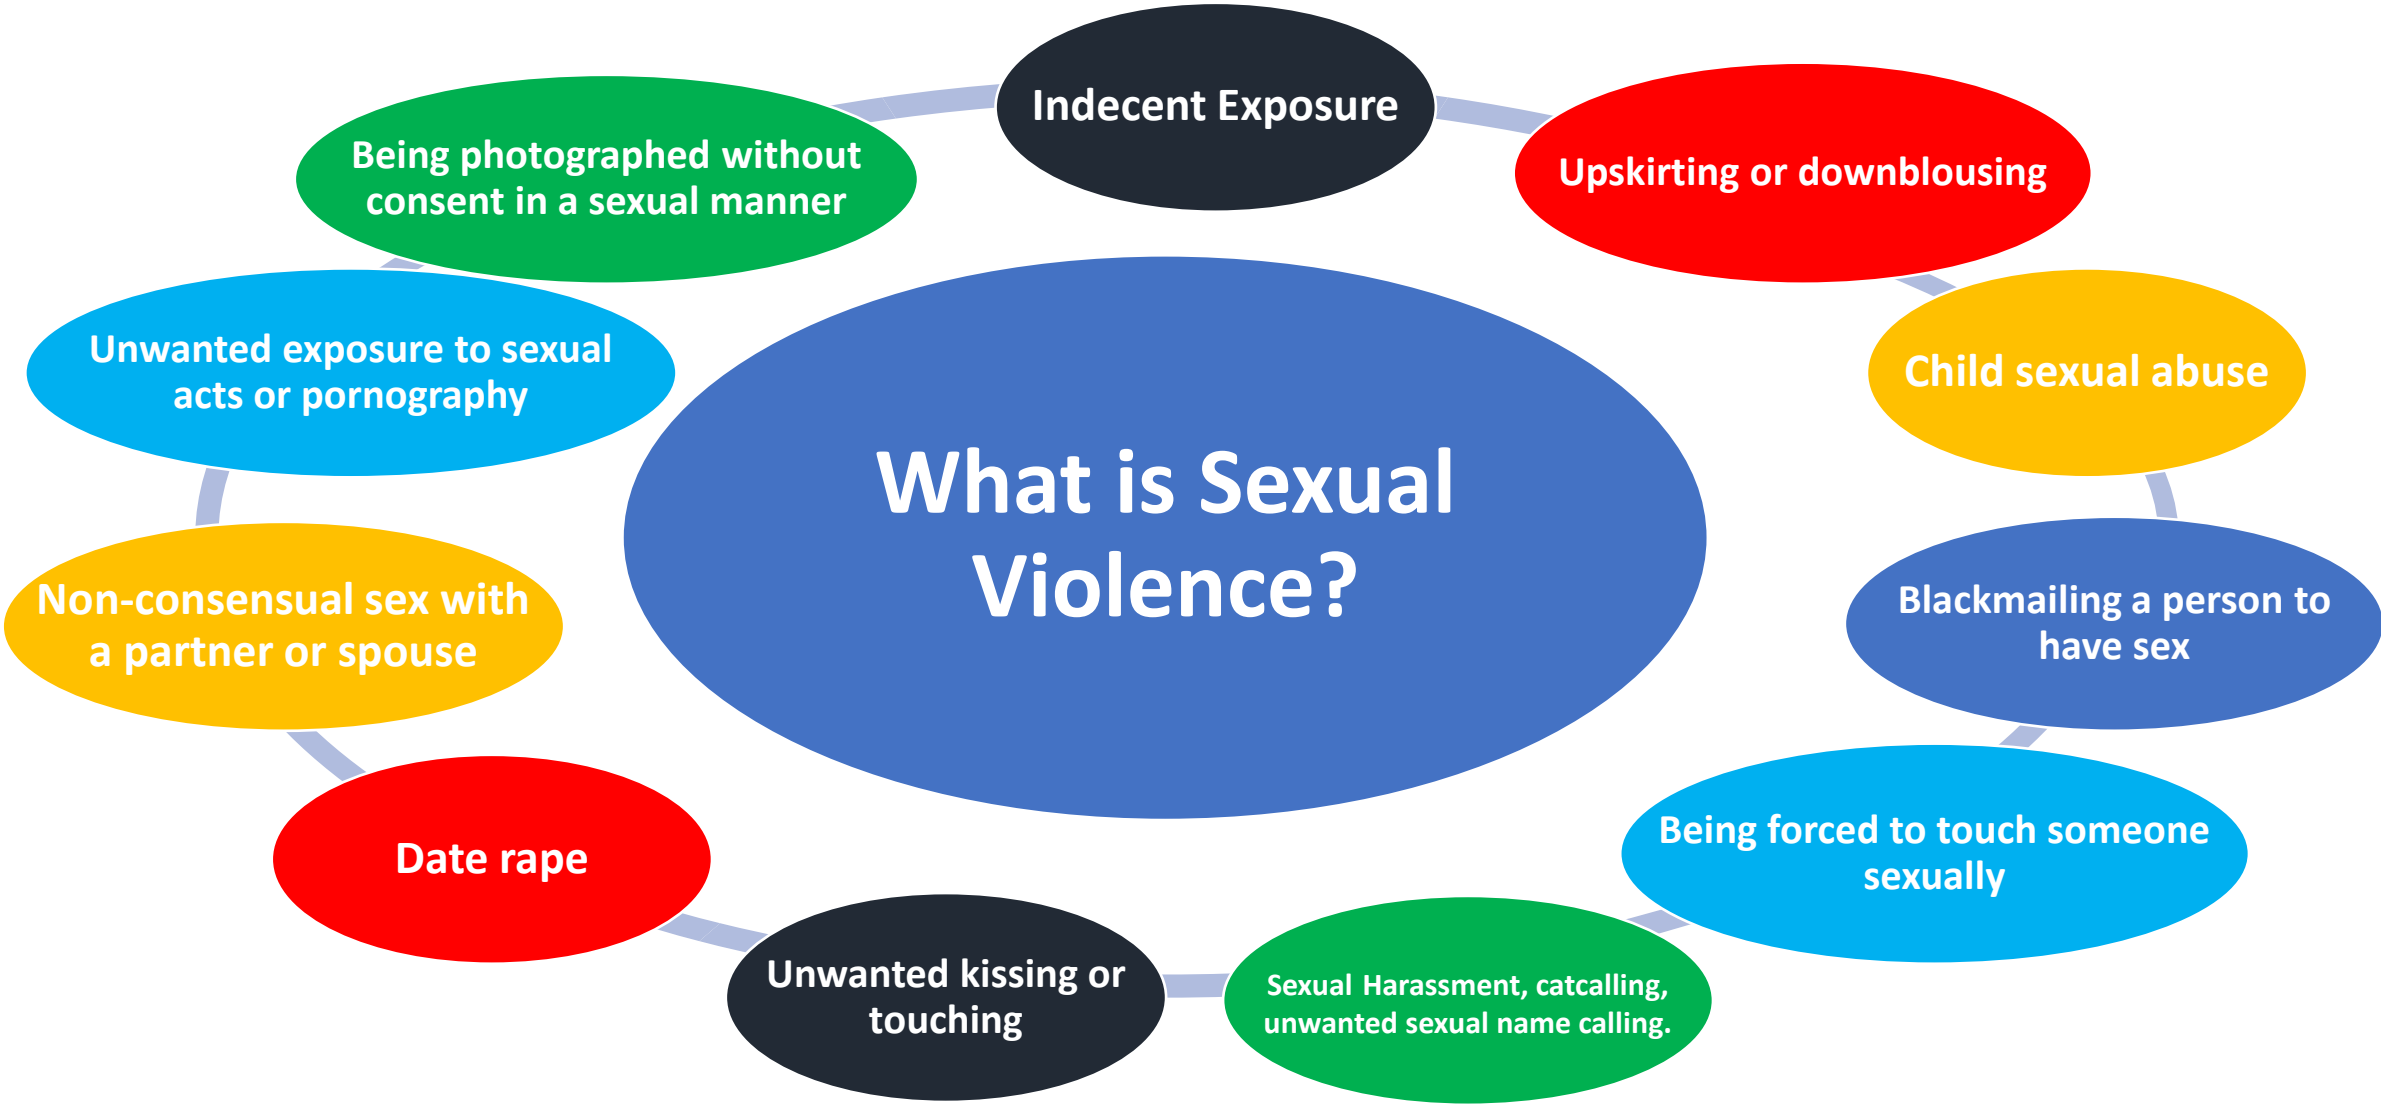 Indecent Exposure
Upskirting or downblousing
Child sexual abuse
Blackmailing a person to
have sex
Being forced to touch someone
sexually
Sexual Harassment, catcalling,
unwanted sexual name calling.
Unwanted kissing or
touching
Date rape
Non-consensual sex with
a partner or spouse
Unwanted exposure to sexual
acts or pornography
Being photographed without
consent in a sexual manner
What is Sexual
Violence?